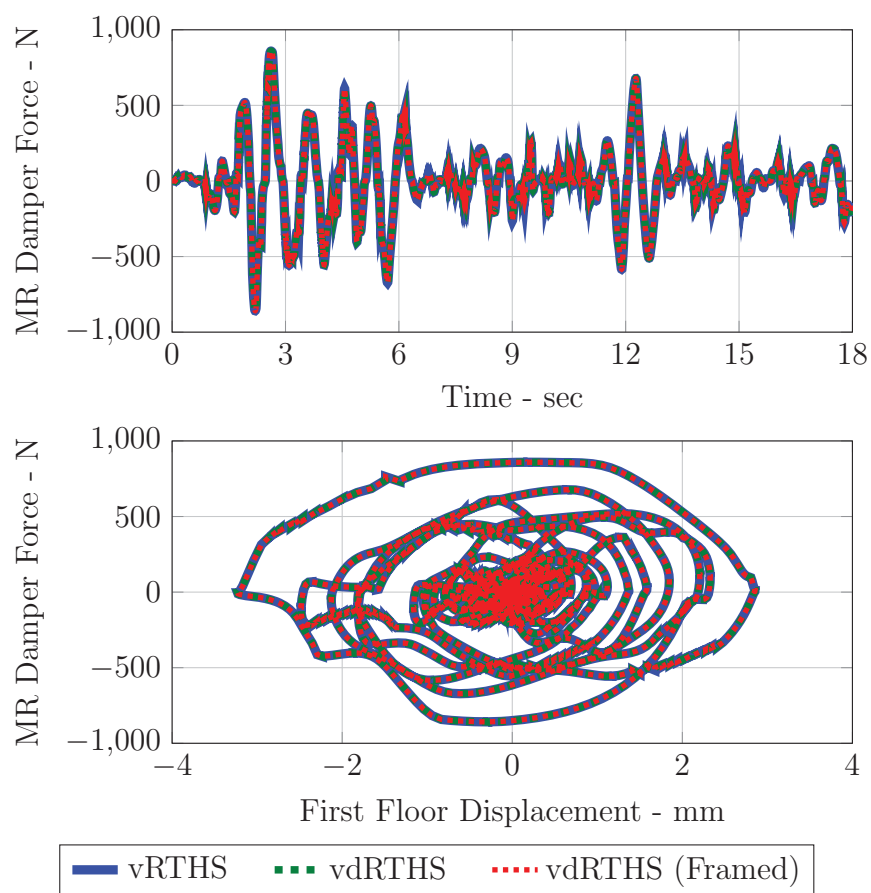 MR Damper Force - N
1,000
500
0
−500
−1,000
0 3 6 9 12 15 18
Time - sec
MR Damper Force - N
1,000
500
0
−500
−1,000
−4 −2 0 2 4
First Floor Displacement - mm
vRTHS vdRTHS vdRTHS (Framed)